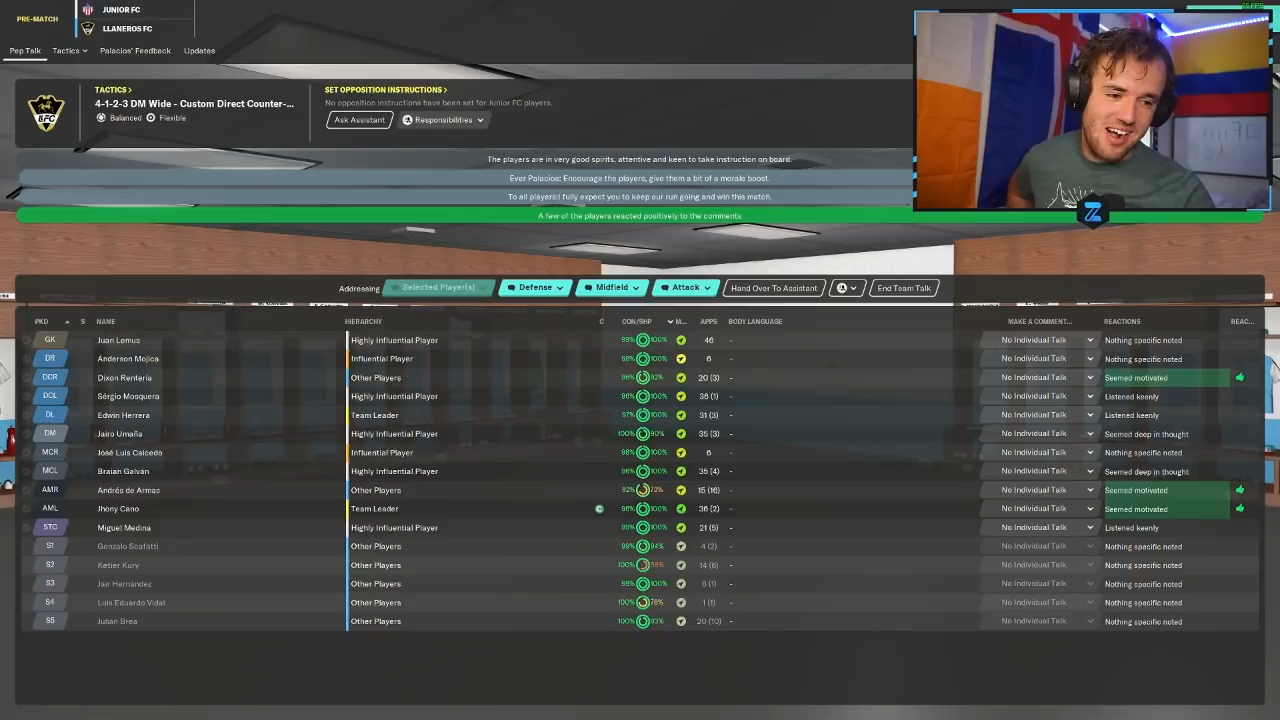 PRE-MATCH
JUNIOR FC
LLANEROS FC
Pep Talk Tactics Palacios' Feedback Updates
TACTICS >
4-1-2-3 DM Wide - Custom Direct Counter-...
Balanced Flexible
SET OPPOSITION INSTRUCTIONS >
No opposition instructions have been set for Junior FC players.
Ask Assistant Responsibilities
The players are in very good spirits, attentive and keen to take instruction on board.
Ever Palacios: Encourage the players, give them a bit of a morale boost.
To all players:I fully expect you to keep our run going and win this match.
A few of the players reacted positively to the comments
Addressing Selected Player(s) Defense Midfield Attack Hand Over To Assistant End Team Talk
PKD S NAME HIERARCHY C CON/SHP M... APPS BODY LANGUAGE MAKE A COMMENT... REACTIONS REAC...
GK Juan Lemus Highly Influential Player 99% 100% 46 - No Individual Talk Nothing specific noted
DR Anderson Mojica Influential Player 98% 100% 6 - No Individual Talk Nothing specific noted
DCR Dixon Rentería Other Players 96% 92% 20 (3) - No Individual Talk Seemed motivated
DCL Sérgio Mosquera Highly Influential Player 96% 100% 36 (1) - No Individual Talk Listened keenly
DL Edwin Herrera Team Leader 97% 100% 31 (3) - No Individual Talk Listened keenly
DM Jairo Umaña Highly Influential Player 100% 90% 35 (3) - No Individual Talk Seemed deep in thought
MCR José Luis Caicedo Influential Player 98% 100% 6 - No Individual Talk Nothing specific noted
MCL Braian Galván Highly Influential Player 96% 100% 35 (4) - No Individual Talk Seemed deep in thought
AMR Andrés de Armas Other Players 92% 72% 15 (16) - No Individual Talk Seemed motivated
AML Jhony Cano Team Leader C 96% 100% 36 (2) - No Individual Talk Seemed motivated
STC Miguel Medina Highly Influential Player 99% 100% 21 (5) - No Individual Talk Listened keenly
S1 Gonzalo Scafatti Other Players 99% 94% 4 (2) - No Individual Talk Nothing specific noted
S2 Ketier Kury Other Players 100% 14 (6) - No Individual Talk Nothing specific noted
S3 Jair Hernández Other Players 99% 100% 6 (1) - No Individual Talk Nothing specific noted
S4 Luis Eduardo Vidal Other Players 100% 78% 1 (1) - No Individual Talk Nothing specific noted
S5 Julian Brea Other Players 100% 93% 20 (10) - No Individual Talk Nothing specific noted